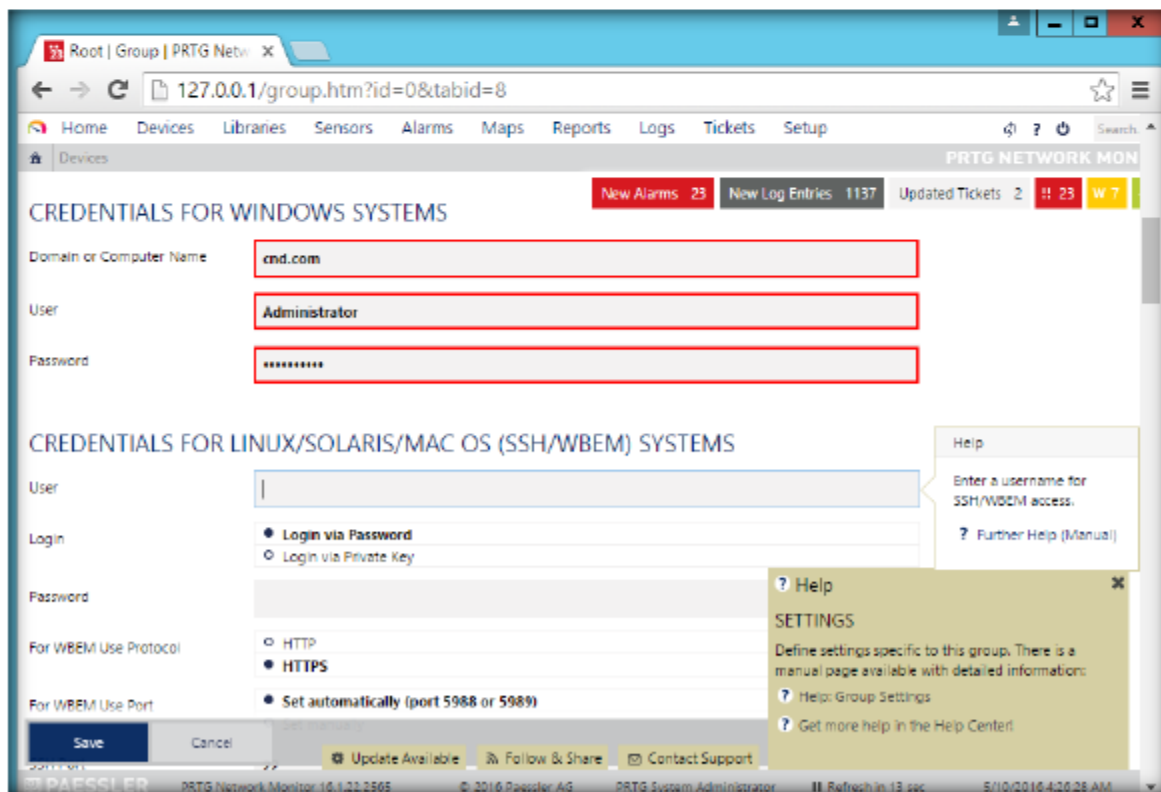 Root | Group | PRTG Netw
127.0.0.1/group.htm?id=0&tabid=8
Home Devices Libraries Sensors Alarms Maps Reports Logs Tickets Setup ? Search.
Devices PRTG NETWORK MON
New Alarms 23 New Log Entries 1137 Updated Tickets 2 !! 23 W 7
CREDENTIALS FOR WINDOWS SYSTEMS
Domain or Computer Name cnd.com
User Administrator
Password ••••••••••
CREDENTIALS FOR LINUX/SOLARIS/MAC OS (SSH/WBEM) SYSTEMS
Help
User
Enter a username for
SSH/WBEM access.
? Further Help (Manual)
Login Login via Password
Login via Private Key
Password
For WBEM Use Protocol HTTP
HTTPS
For WBEM Use Port Set automatically (port 5988 or 5989)
Set manually
? Help
SETTINGS
Define settings specific to this group. There is a
manual page available with detailed information:
? Help: Group Settings
? Get more help in the Help Center!
Save Cancel
Update Available Follow & Share Contact Support
PAESSLER PRTG Network Monitor 16.1.22.2565 © 2016 Paessler AG PRTG System Administrator Refresh in 13 sec 5/10/2016 4:26:28 AM